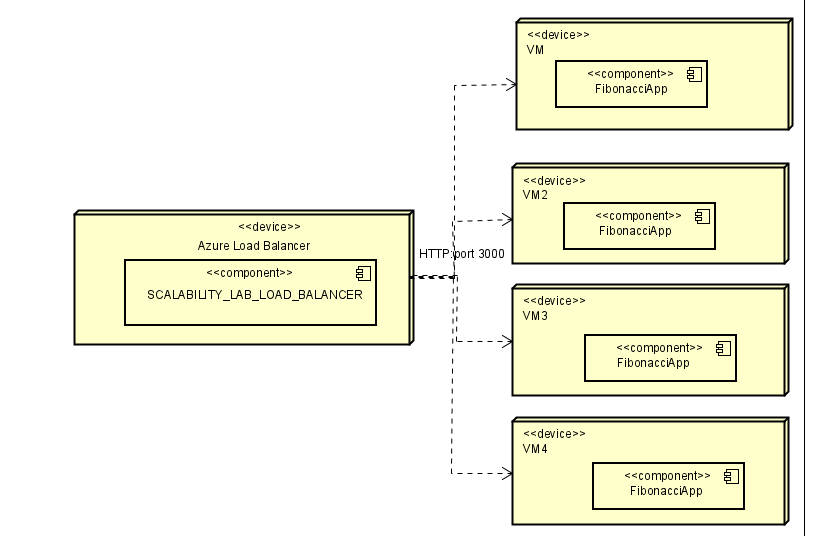 <<device>>
VM
<<component>>
FibonacciApp
<<device>>
VM2
<<component>>
FibonacciApp
<<device>>
Azure Load Balancer
<<component>>
SCALABILITY_LAB_LOAD_BALANCER
HTTP:port 3000
<<device>>
VM3
<<component>>
FibonacciApp
<<device>>
VM4
<<component>>
FibonacciApp